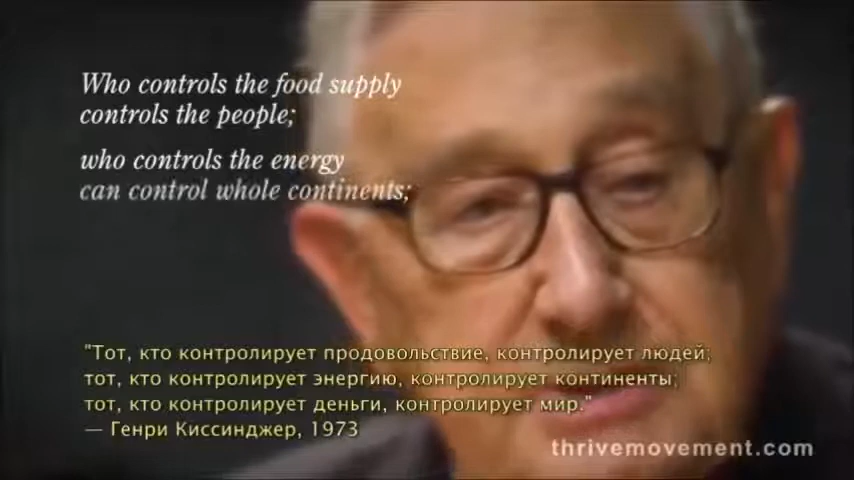 Who controls the food supply
controls the people;
who controls the energy
can control whole continents;
"Тот, кто контролирует продовольствие, контролирует людей;
тот, кто контролирует энергию, контролирует континенты;
тот, кто контролирует деньги, контролирует мир."
— Генри Киссинджер, 1973
thrivemovement.com